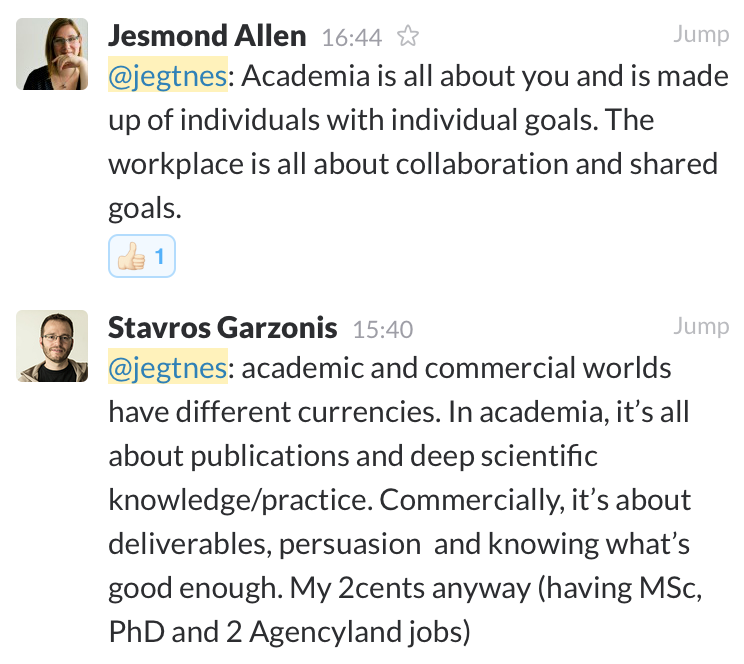 Jesmond Allen 16:44 Jump
@jegtnes: Academia is all about you and is made
up of individuals with individual goals. The
workplace is all about collaboration and shared
goals.
1
Stavros Garzonis 15:40 Jump
@jegtnes: academic and commercial worlds
have different currencies. In academia, it’s all
about publications and deep scientific
knowledge/practice. Commercially, it’s about
deliverables, persuasion  and knowing what’s
good enough. My 2cents anyway (having MSc,
PhD and 2 Agencyland jobs)